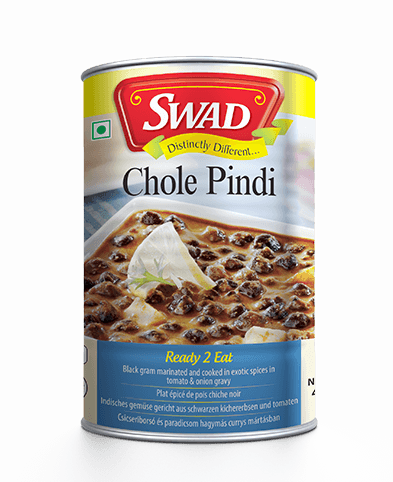 SWAD
Distinctly Different...
Chole Pindi
Ready 2 Eat
Black gram marinated and cooked in exotic spices in
tomato & onion gravy
Plat épicé de pois chiche noir
Indisches gemüse gericht aus schwarzen kichererbsen und tomaten
Csicseriborsó és paradicsom hagymás currys mártásban